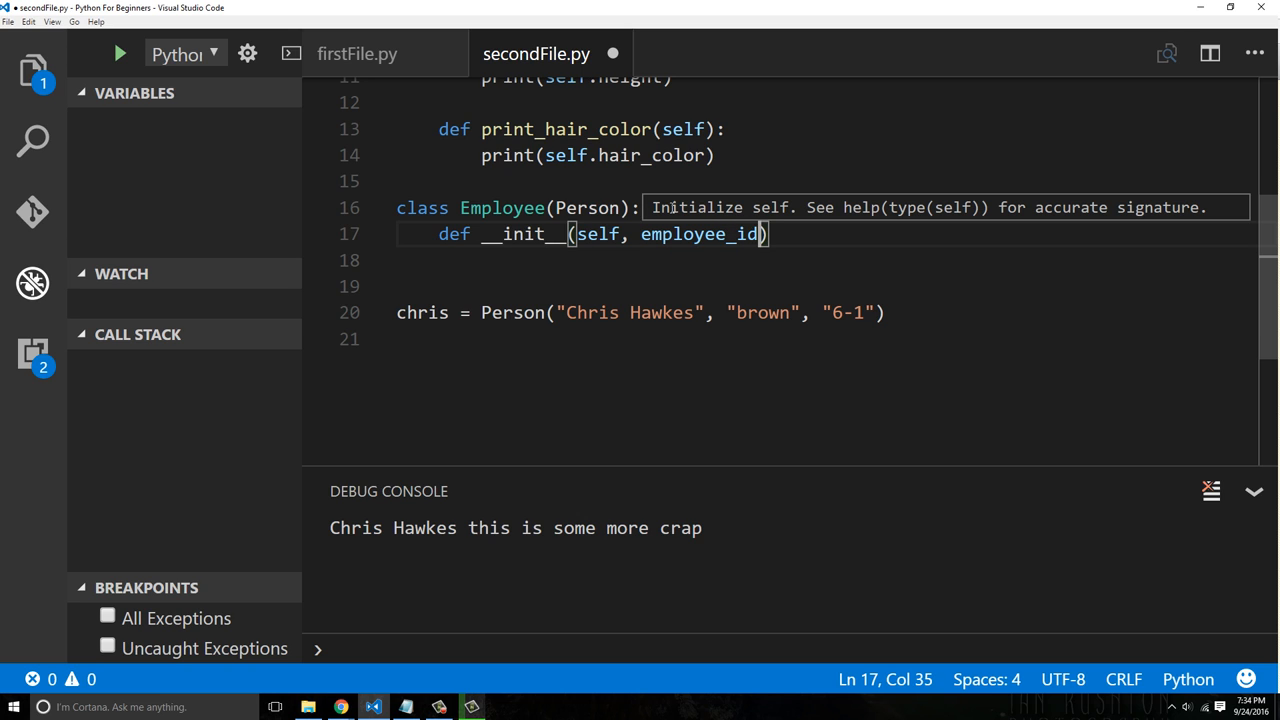 ● secondFile.py - Python For Beginners - Visual Studio Code
File Edit View Go Help
Python firstFile.py secondFile.py
1
VARIABLES
11 print(self.height)
12
13 def print_hair_color(self):
14 print(self.hair_color)
15
16 class Employee(Person): Initialize self. See help(type(self)) for accurate signature.
17 def __init__(self, employee_id)
18
WATCH
19
20 chris = Person("Chris Hawkes", "brown", "6-1")
CALL STACK
21
2
DEBUG CONSOLE
Chris Hawkes this is some more crap
BREAKPOINTS
All Exceptions
Uncaught Exceptions
0 0 Ln 17, Col 35 Spaces: 4 UTF-8 CRLF Python
I'm Cortana. Ask me anything.
7:34 PM
9/24/2016